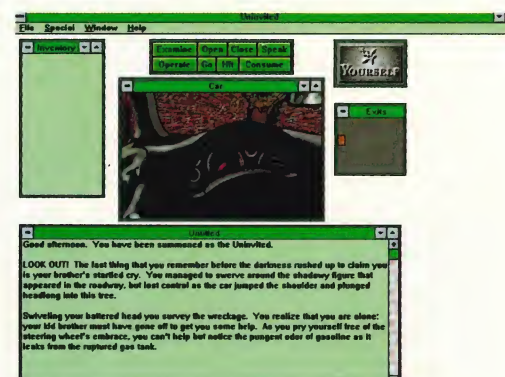 Uninvited
File Special Window Help
Inventory
Examine Open Close Speak
Operate Go Hit Consume
YOURSELF
Car
Exits
Untitled
Good afternoon. You have been summoned as the Uninvited.
LOOK OUT! The last thing that you remember before the darkness rushed up to claim you
is your brother's startled cry. You managed to swerve around the shadowy figure that
appeared in the roadway, but lost control as the car jumped the shoulder and plunged
headlong into this tree.
Swiveling your battered head you survey the wreckage. You realize that you are alone:
your kid brother must have gone off to get you some help. As you pry yourself free of the
steering wheel's embrace, you can't help but notice the pungent odor of gasoline as it
leaks from the ruptured gas tank.